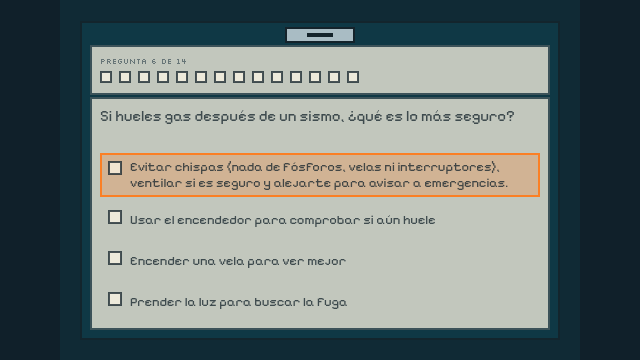 PREGUNTA 6 DE 14
Si hueles gas después de un sismo, ¿qué es lo más seguro?
Evitar chispas (nada de fósforos, velas ni interruptores),
ventilar si es seguro y alejarte para avisar a emergencias.
Usar el encendedor para comprobar si aún huele
Encender una vela para ver mejor
Prender la luz para buscar la fuga